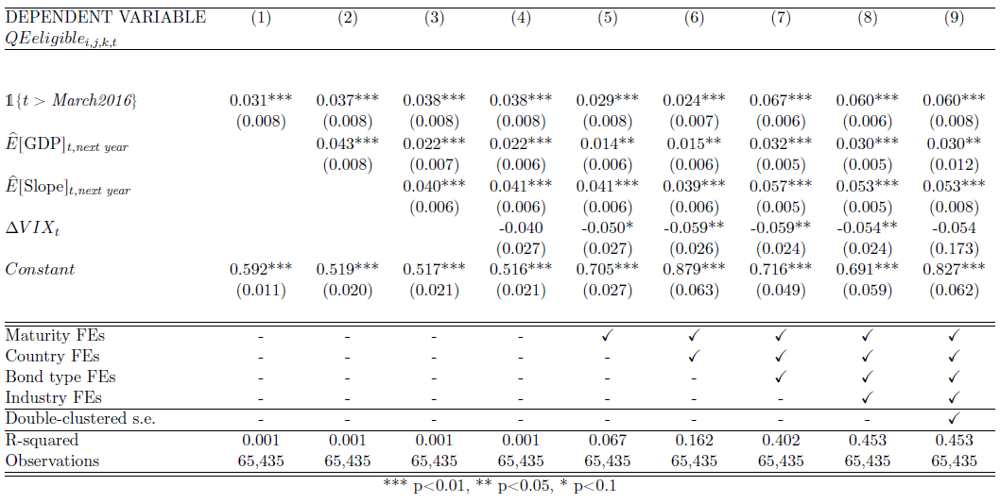 DEPENDENT VARIABLE (1) (2) (3) (4) (5) (6) (7) (8) (9)
QEeligible_{i,j,k,t}
𝟙{t > March2016} 0.031*** 0.037*** 0.038*** 0.038*** 0.029*** 0.024*** 0.067*** 0.060*** 0.060***
(0.008) (0.008) (0.008) (0.008) (0.008) (0.007) (0.006) (0.006) (0.008)
Ê[GDP]_{t,next year} 0.043*** 0.022*** 0.022*** 0.014** 0.015** 0.032*** 0.030*** 0.030**
(0.008) (0.007) (0.006) (0.006) (0.006) (0.005) (0.005) (0.012)
Ê[Slope]_{t,next year} 0.040*** 0.041*** 0.041*** 0.039*** 0.057*** 0.053*** 0.053***
(0.006) (0.006) (0.006) (0.006) (0.005) (0.005) (0.008)
ΔVIX_t -0.040 -0.050* -0.059** -0.059** -0.054** -0.054
(0.027) (0.027) (0.026) (0.024) (0.024) (0.173)
Constant 0.592*** 0.519*** 0.517*** 0.516*** 0.705*** 0.879*** 0.716*** 0.691*** 0.827***
(0.011) (0.020) (0.021) (0.021) (0.027) (0.063) (0.049) (0.059) (0.062)
Maturity FEs - - - - ✓ ✓ ✓ ✓ ✓
Country FEs - - - - - ✓ ✓ ✓ ✓
Bond type FEs - - - - - - ✓ ✓ ✓
Industry FEs - - - - - - - ✓ ✓
Double-clustered s.e. - - - - - - - - ✓
R-squared 0.001 0.001 0.001 0.001 0.067 0.162 0.402 0.453 0.453
Observations 65,435 65,435 65,435 65,435 65,435 65,435 65,435 65,435 65,435
*** p<0.01, ** p<0.05, * p<0.1